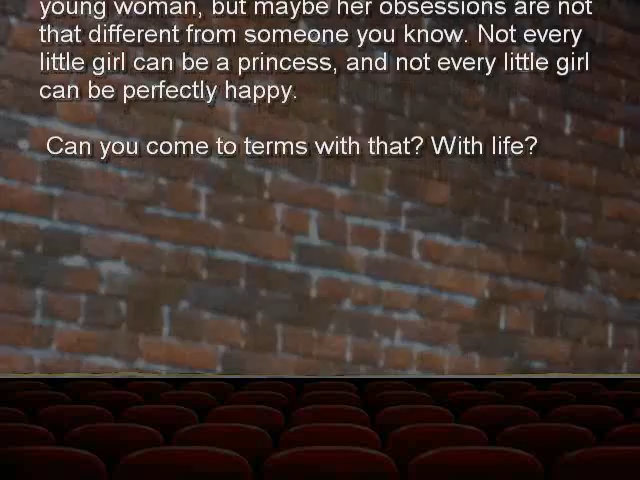 young woman, but maybe her obsessions are not
that different from someone you know. Not every
little girl can be a princess, and not every little girl
can be perfectly happy.
Can you come to terms with that? With life?